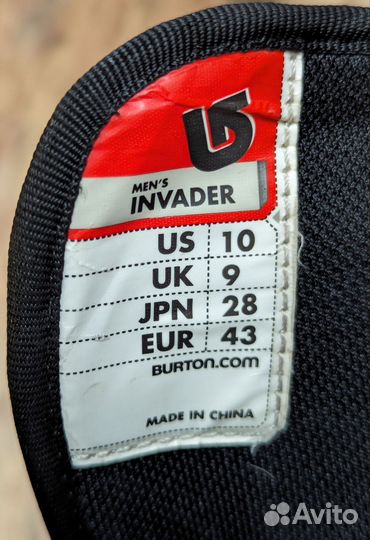 MEN'S
INVADER
US 10
UK 9
JPN 28
EUR 43
BURTON.COM
MADE IN CHINA
Avito